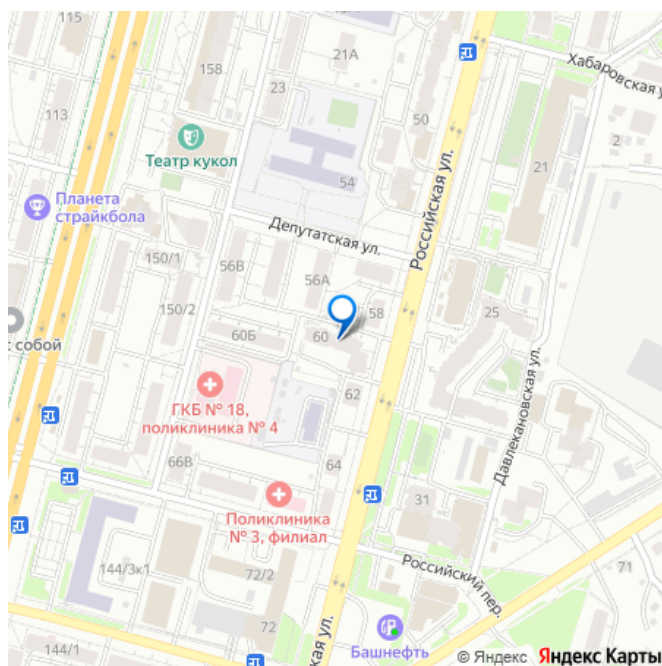 115
158
21А
Хабаровская у
23
113
50
2
Театр кукол
21
54
Планета
страйкбола
Российская ул.
Депутатская ул.
150/1
56В
56А
150/2
58
25
60Б
60
с собой
Давлекановская ул.
ГКБ № 18,
поликлиника № 4
62
66В
64
31
Поликлиника
№ 3, филиал
144/3к1
72/2
Российский пер.
71
72
144/1
ская ул.
Башнефть
© Яндекс Яндекс Карты